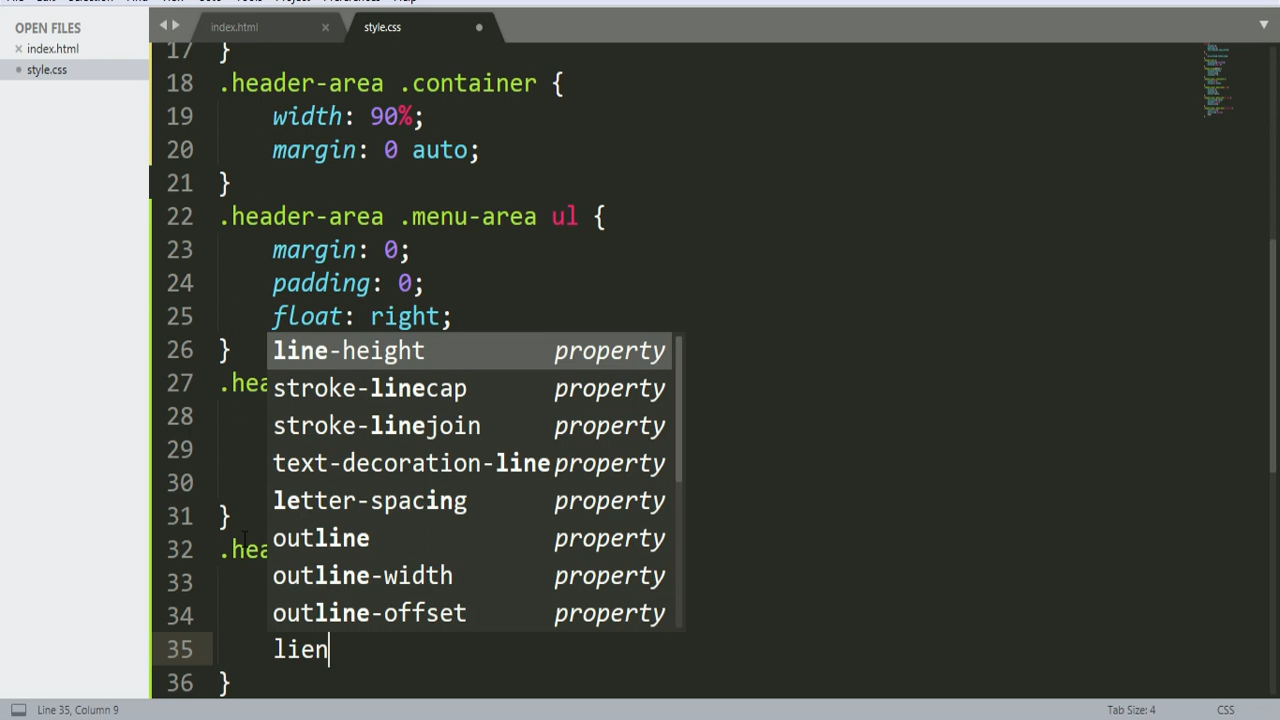 OPEN FILES
index.html
style.css
index.html
style.css
17 }
18 .header-area .container {
19 width: 90%;
20 margin: 0 auto;
21 }
22 .header-area .menu-area ul {
23 margin: 0;
24 padding: 0;
25 float: right;
26 }
27 .hea
28
29
30
31 }
32 .hea
33
34
35 lien
36 }
line-height property
stroke-linecap property
stroke-linejoin property
text-decoration-line property
letter-spacing property
outline property
outline-width property
outline-offset property
Line 35, Column 9
Tab Size: 4
CSS